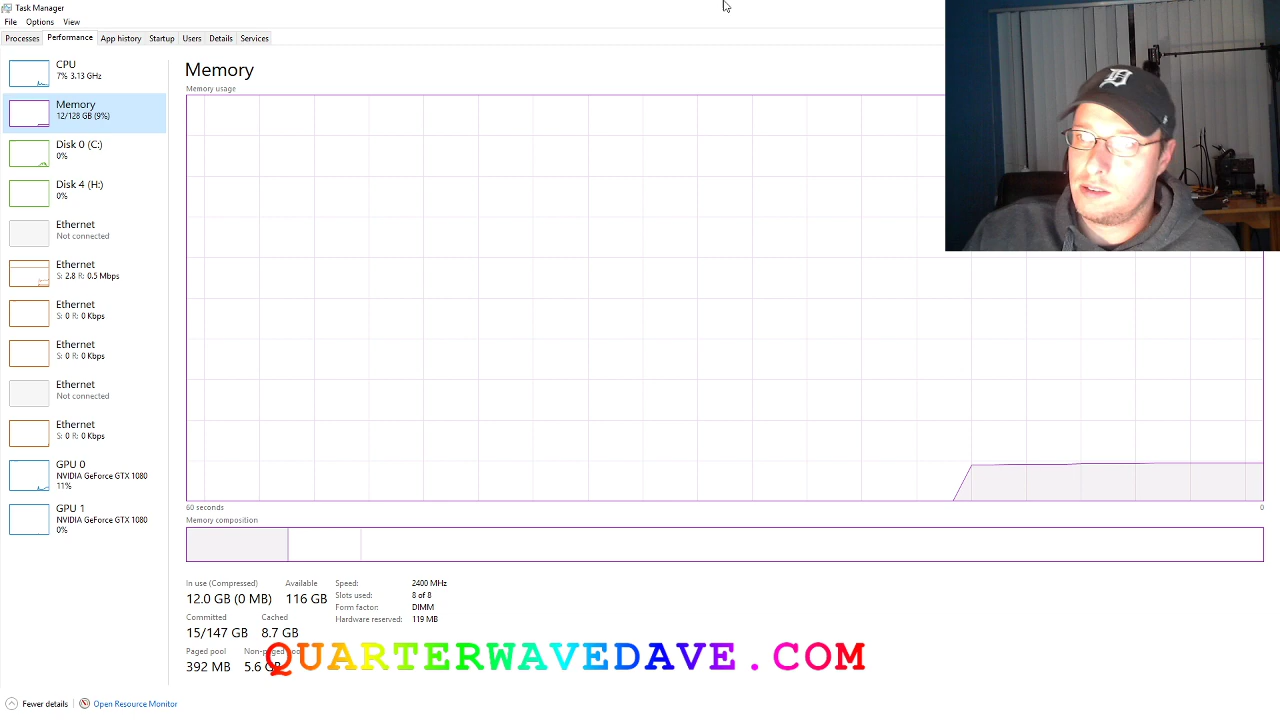 Task Manager
File Options View
Processes Performance App history Startup Users Details Services
CPU
7% 3.13 GHz
Memory
12/128 GB (9%)
Disk 0 (C:)
0%
Disk 4 (H:)
0%
Ethernet
Not connected
Ethernet
S: 2.8 R: 0.5 Mbps
Ethernet
S: 0 R: 0 Kbps
Ethernet
S: 0 R: 0 Kbps
Ethernet
Not connected
Ethernet
S: 0 R: 0 Kbps
GPU 0
NVIDIA GeForce GTX 1080
11%
GPU 1
NVIDIA GeForce GTX 1080
0%
Memory
Memory usage
60 seconds 0
Memory composition
In use (Compressed) Available
12.0 GB (0 MB) 116 GB
Committed Cached
15/147 GB 8.7 GB
Paged pool
392 MB 5.6
Speed: 2400 MHz
Slots used: 8 of 8
Form factor: DIMM
Hardware reserved: 119 MB
QUARTERWAVEDAVE.COM
Fewer details Open Resource Monitor
D